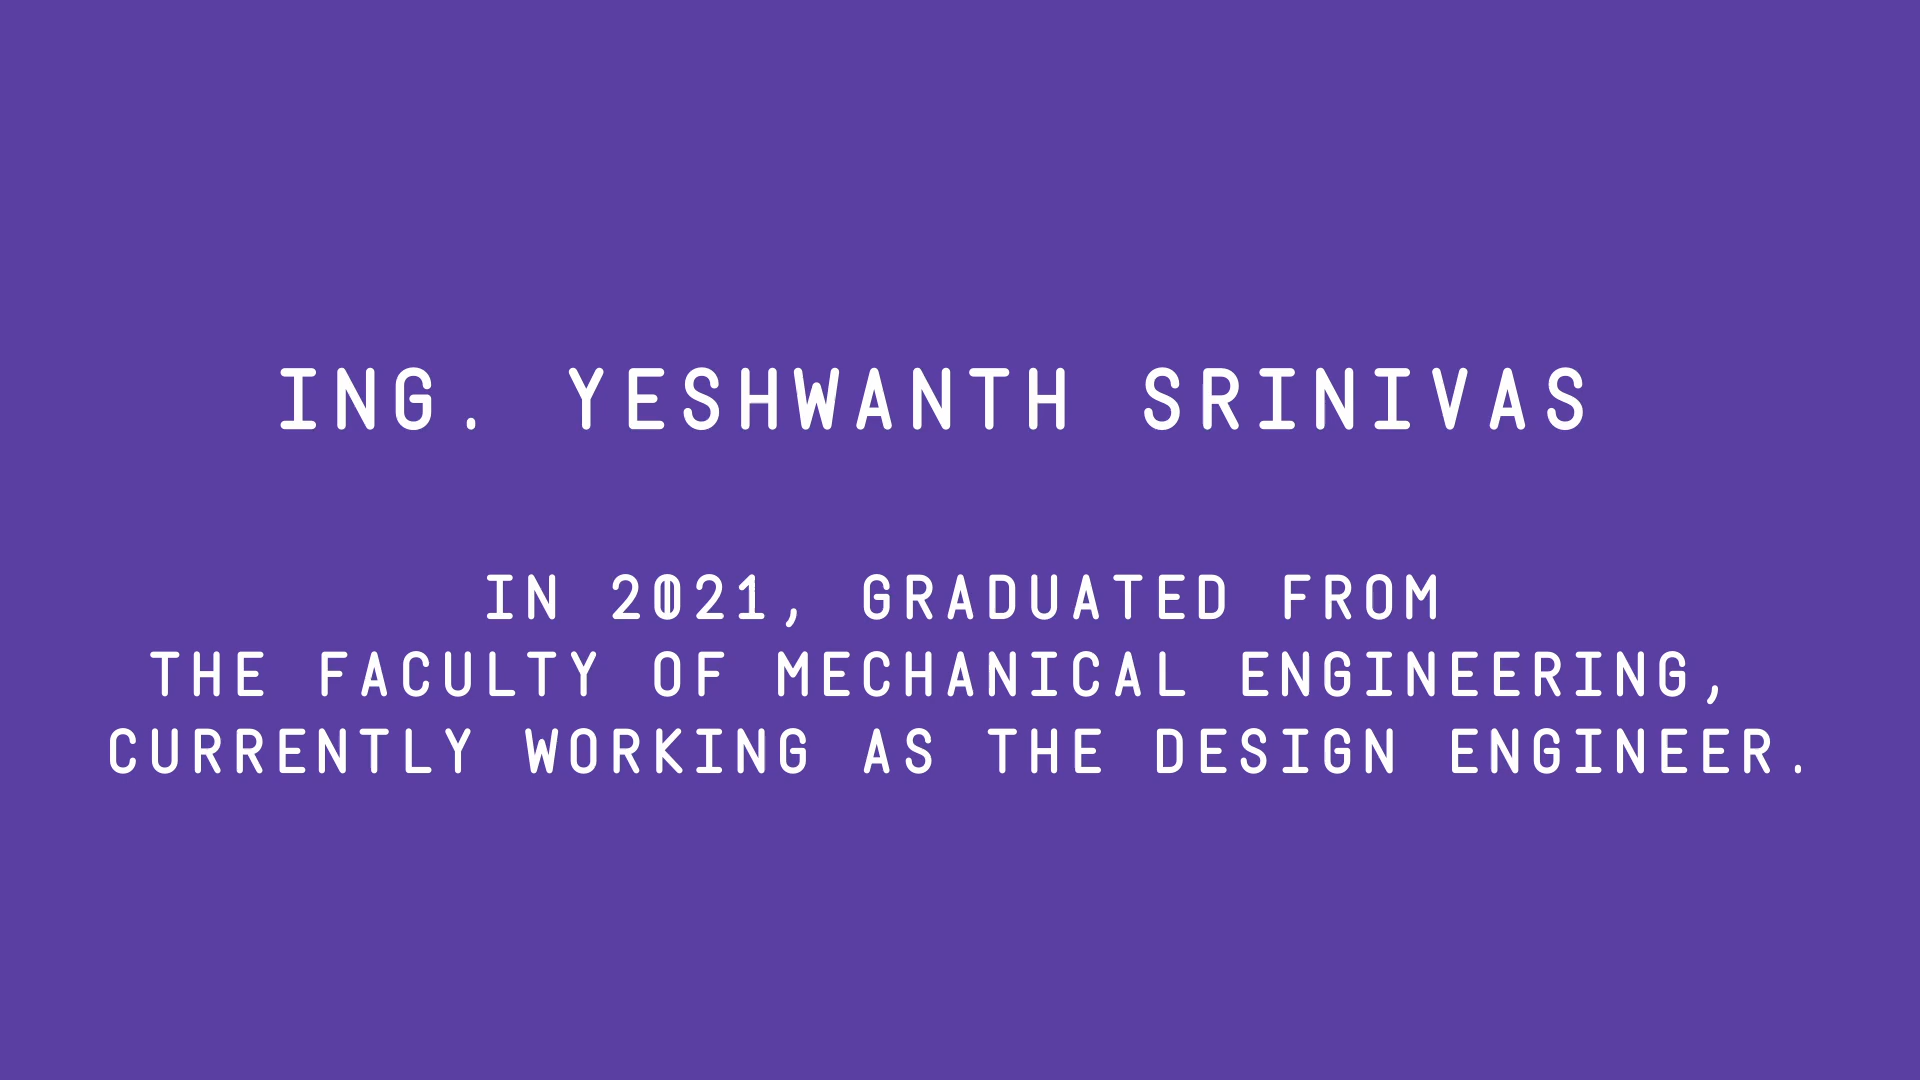 ING. YESHWANTH SRINIVAS
IN 2021, GRADUATED FROM
THE FACULTY OF MECHANICAL ENGINEERING,
CURRENTLY WORKING AS THE DESIGN ENGINEER.